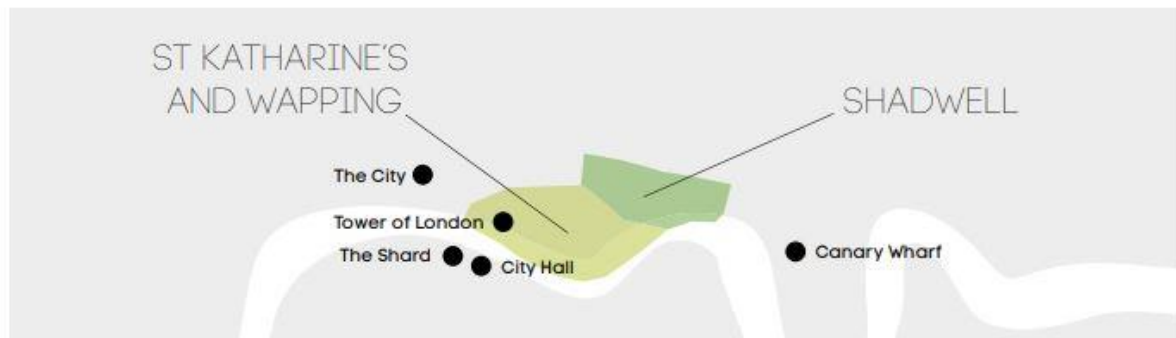 ST KATHARINE'S
AND WAPPING
SHADWELL
The City
Tower of London
The Shard
City Hall
Canary Wharf